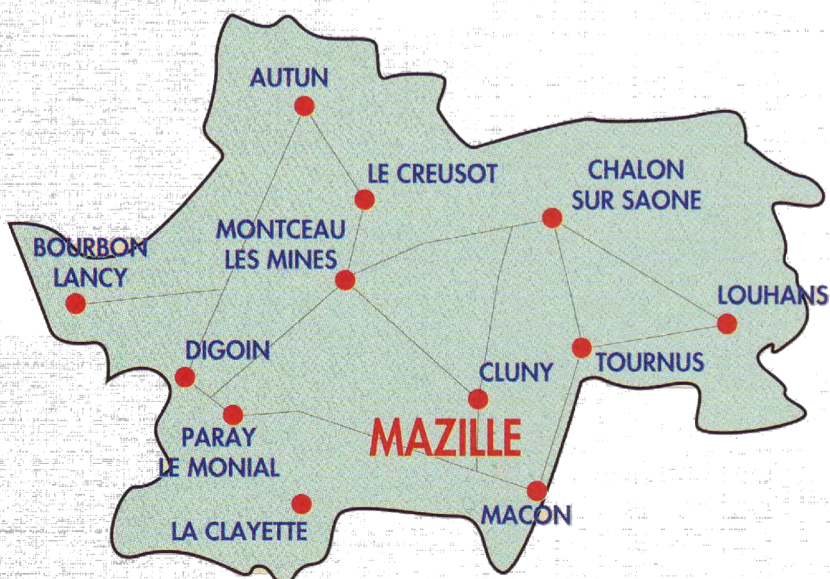 AUTUN
LE CREUSOT
CHALON
SUR SAONE
MONTCEAU
LES MINES
BOURBON
LANCY
LOUHANS
DIGOIN
TOURNUS
CLUNY
MAZILLE
PARAY
LE MONIAL
MACON
LA CLAYETTE